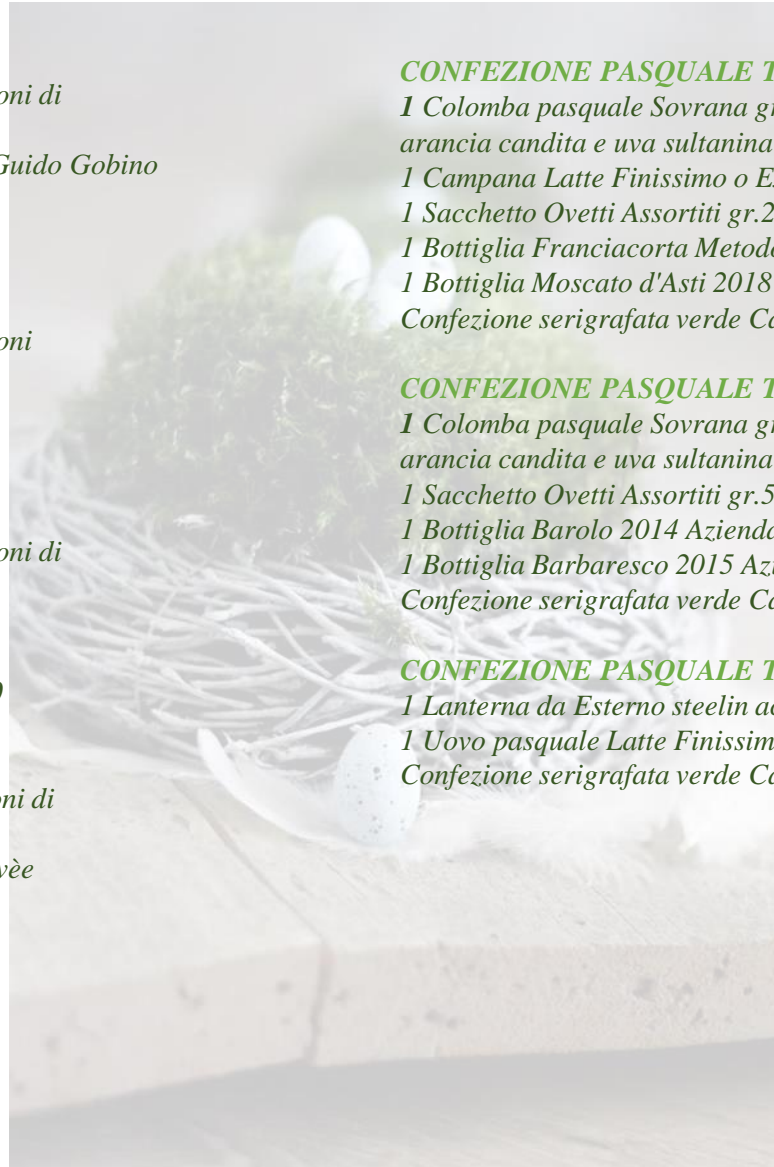 oni di
Guido Gobino
oni
oni di
oni di
vèe
CONFEZIONE PASQUALE
1 Colomba pasquale Sovrana
arancia candita e uva sultanina
1 Campana Latte Finissimo o
1 Sacchetto Ovetti Assortiti gr.2
1 Bottiglia Franciacorta Metodo
1 Bottiglia Moscato d'Asti 2018
Confezione serigrafata verde
CONFEZIONE PASQUALE
1 Colomba pasquale Sovrana
arancia candita e uva sultanina
1 Sacchetto Ovetti Assortiti gr.5
1 Bottiglia Barolo 2014 Azienda
1 Bottiglia Barbaresco 2015
Confezione serigrafata verde
CONFEZIONE PASQUALE
1 Lanterna da Esterno steelin
1 Uovo pasquale Latte
Confezione serigrafata verde